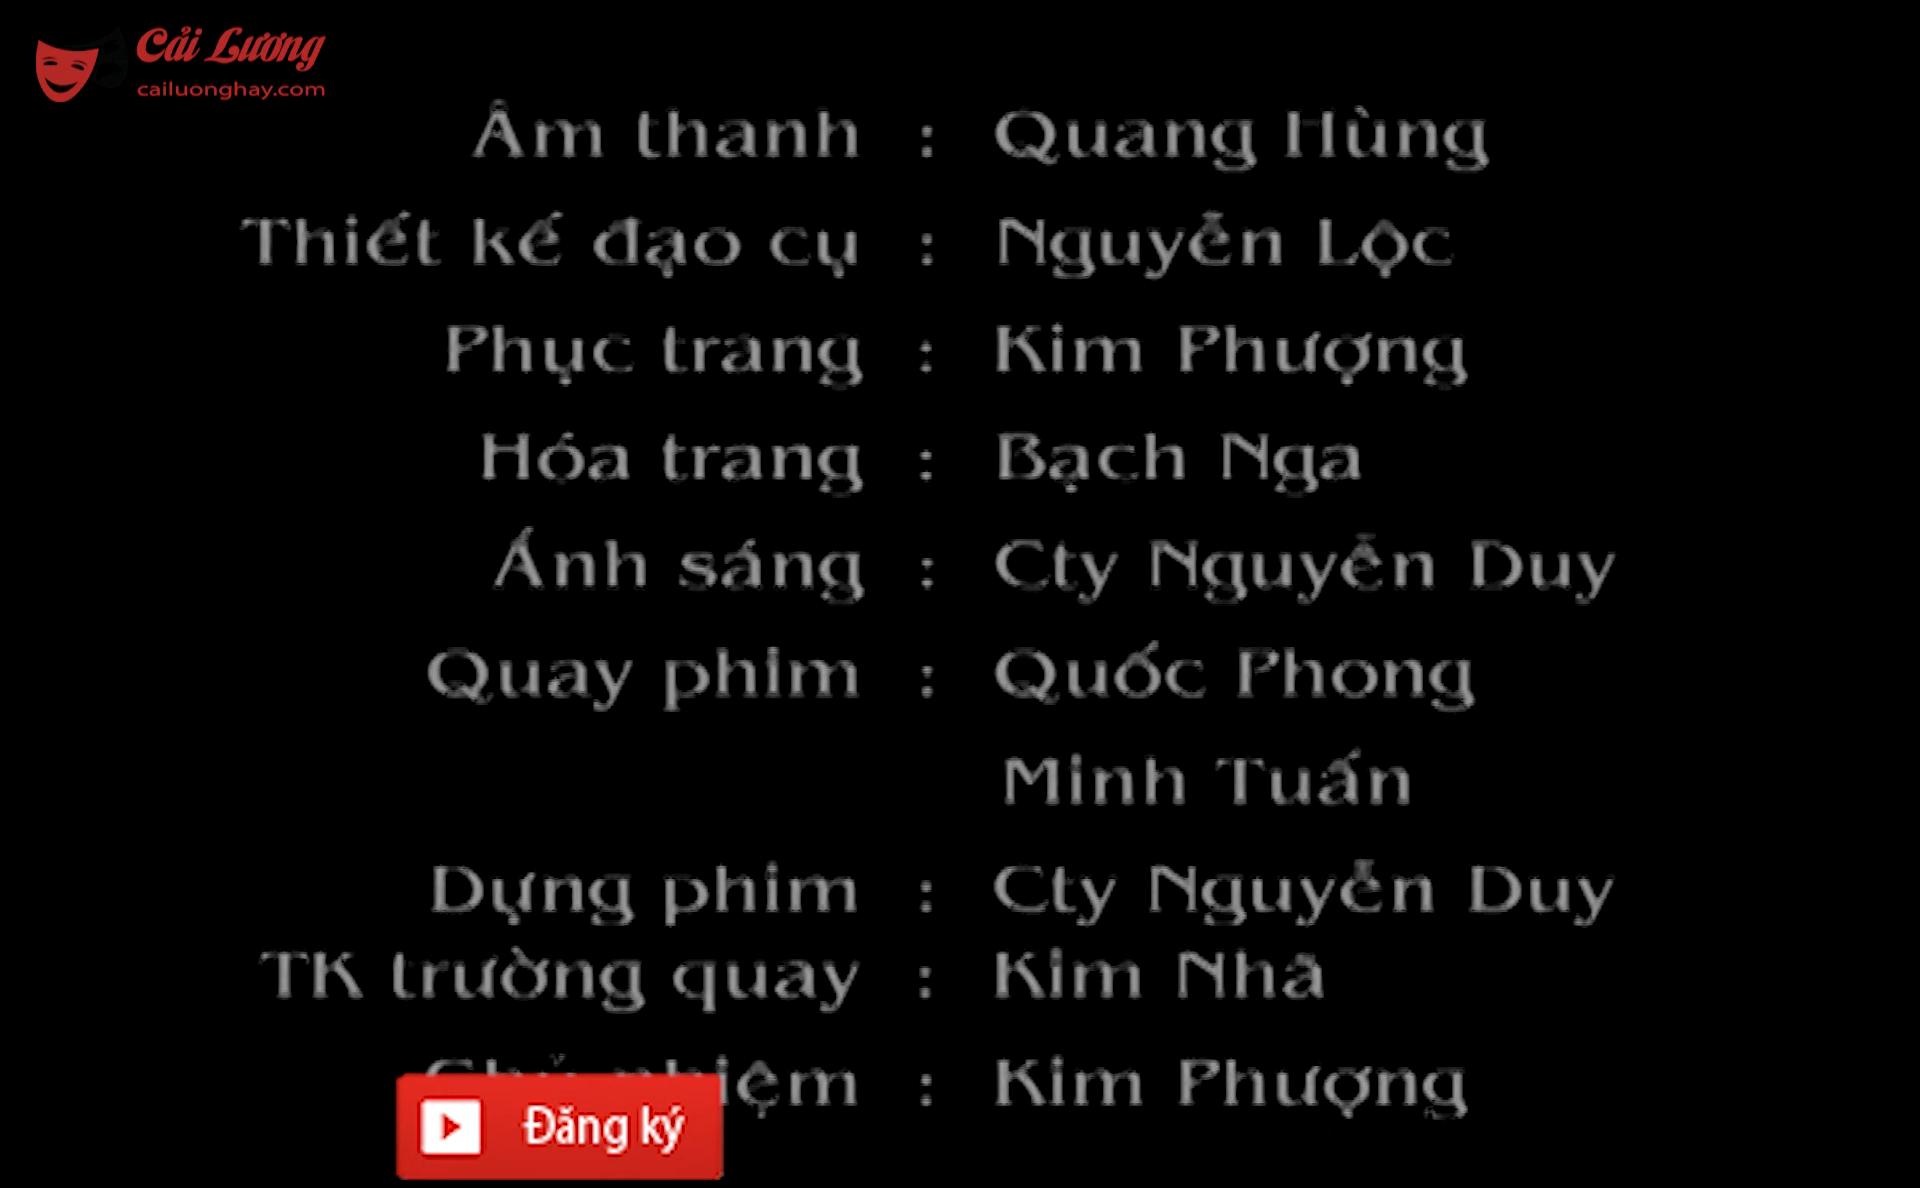 Cải Lương
cailuonghay.com
Âm thanh : Quang Hùng
Thiết kế đạo cụ : Nguyễn Lộc
Phục trang : Kim Phượng
Hóa trang : Bạch Nga
Ánh sáng : Cty Nguyễn Duy
Quay phim : Quốc Phong
Minh Tuấn
Dựng phim : Cty Nguyễn Duy
TK trường quay : Kim Nhã
Chủ nhiệm : Kim Phượng
Đăng ký